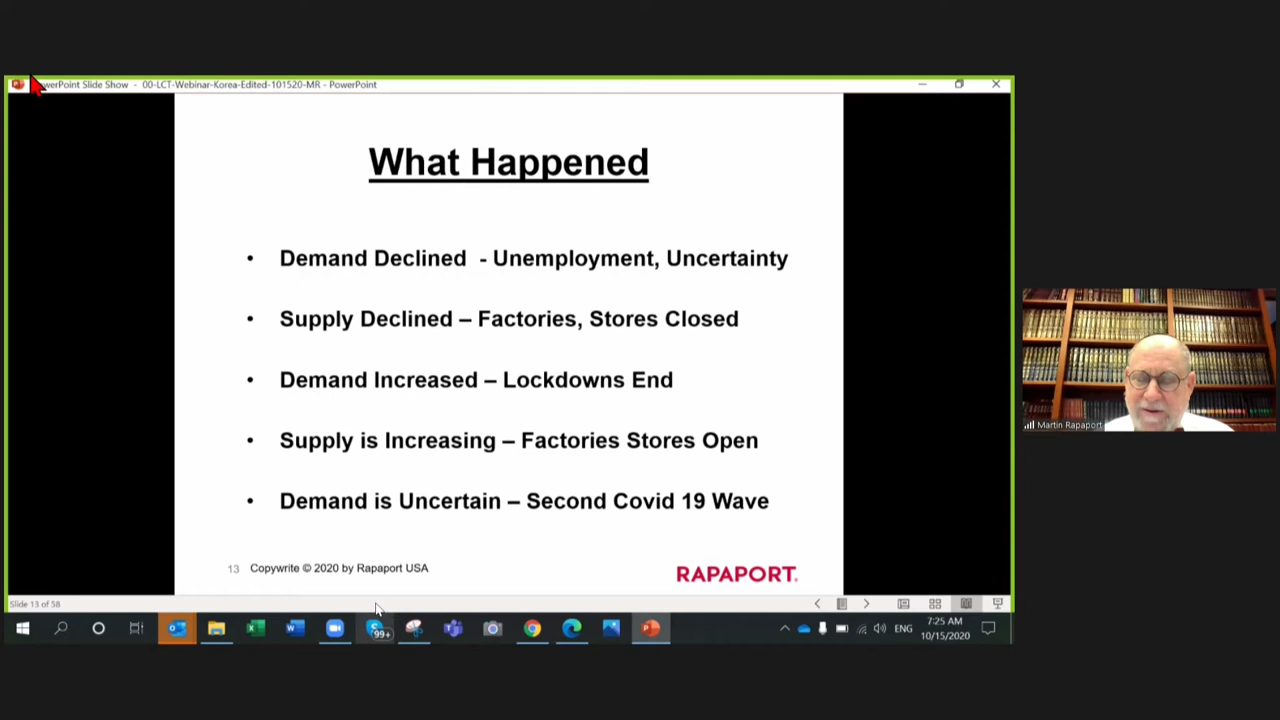 PowerPoint Slide Show - 00-LCT-Webinar-Korea-Edited-101520-MR - PowerPoint
What Happened
• Demand Declined - Unemployment, Uncertainty
• Supply Declined – Factories, Stores Closed
• Demand Increased – Lockdowns End
• Supply is Increasing – Factories Stores Open
• Demand is Uncertain – Second Covid 19 Wave
13 Copywrite © 2020 by Rapaport USA
RAPAPORT.
Martin Rapaport
Slide 13 of 58
99+
ENG
7:25 AM
10/15/2020